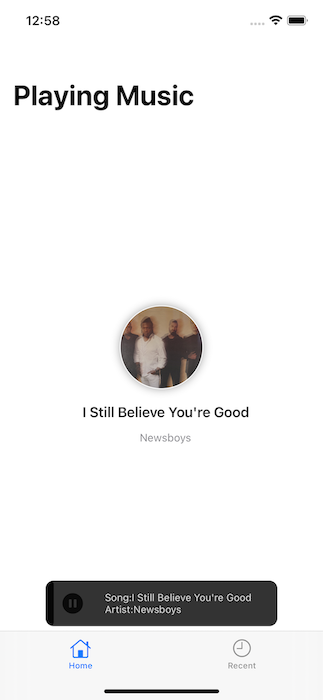 12:58
Playing Music
I Still Believe You're Good
Newsboys
Song:I Still Believe You're Good
Artist:Newsboys
Home
Recent